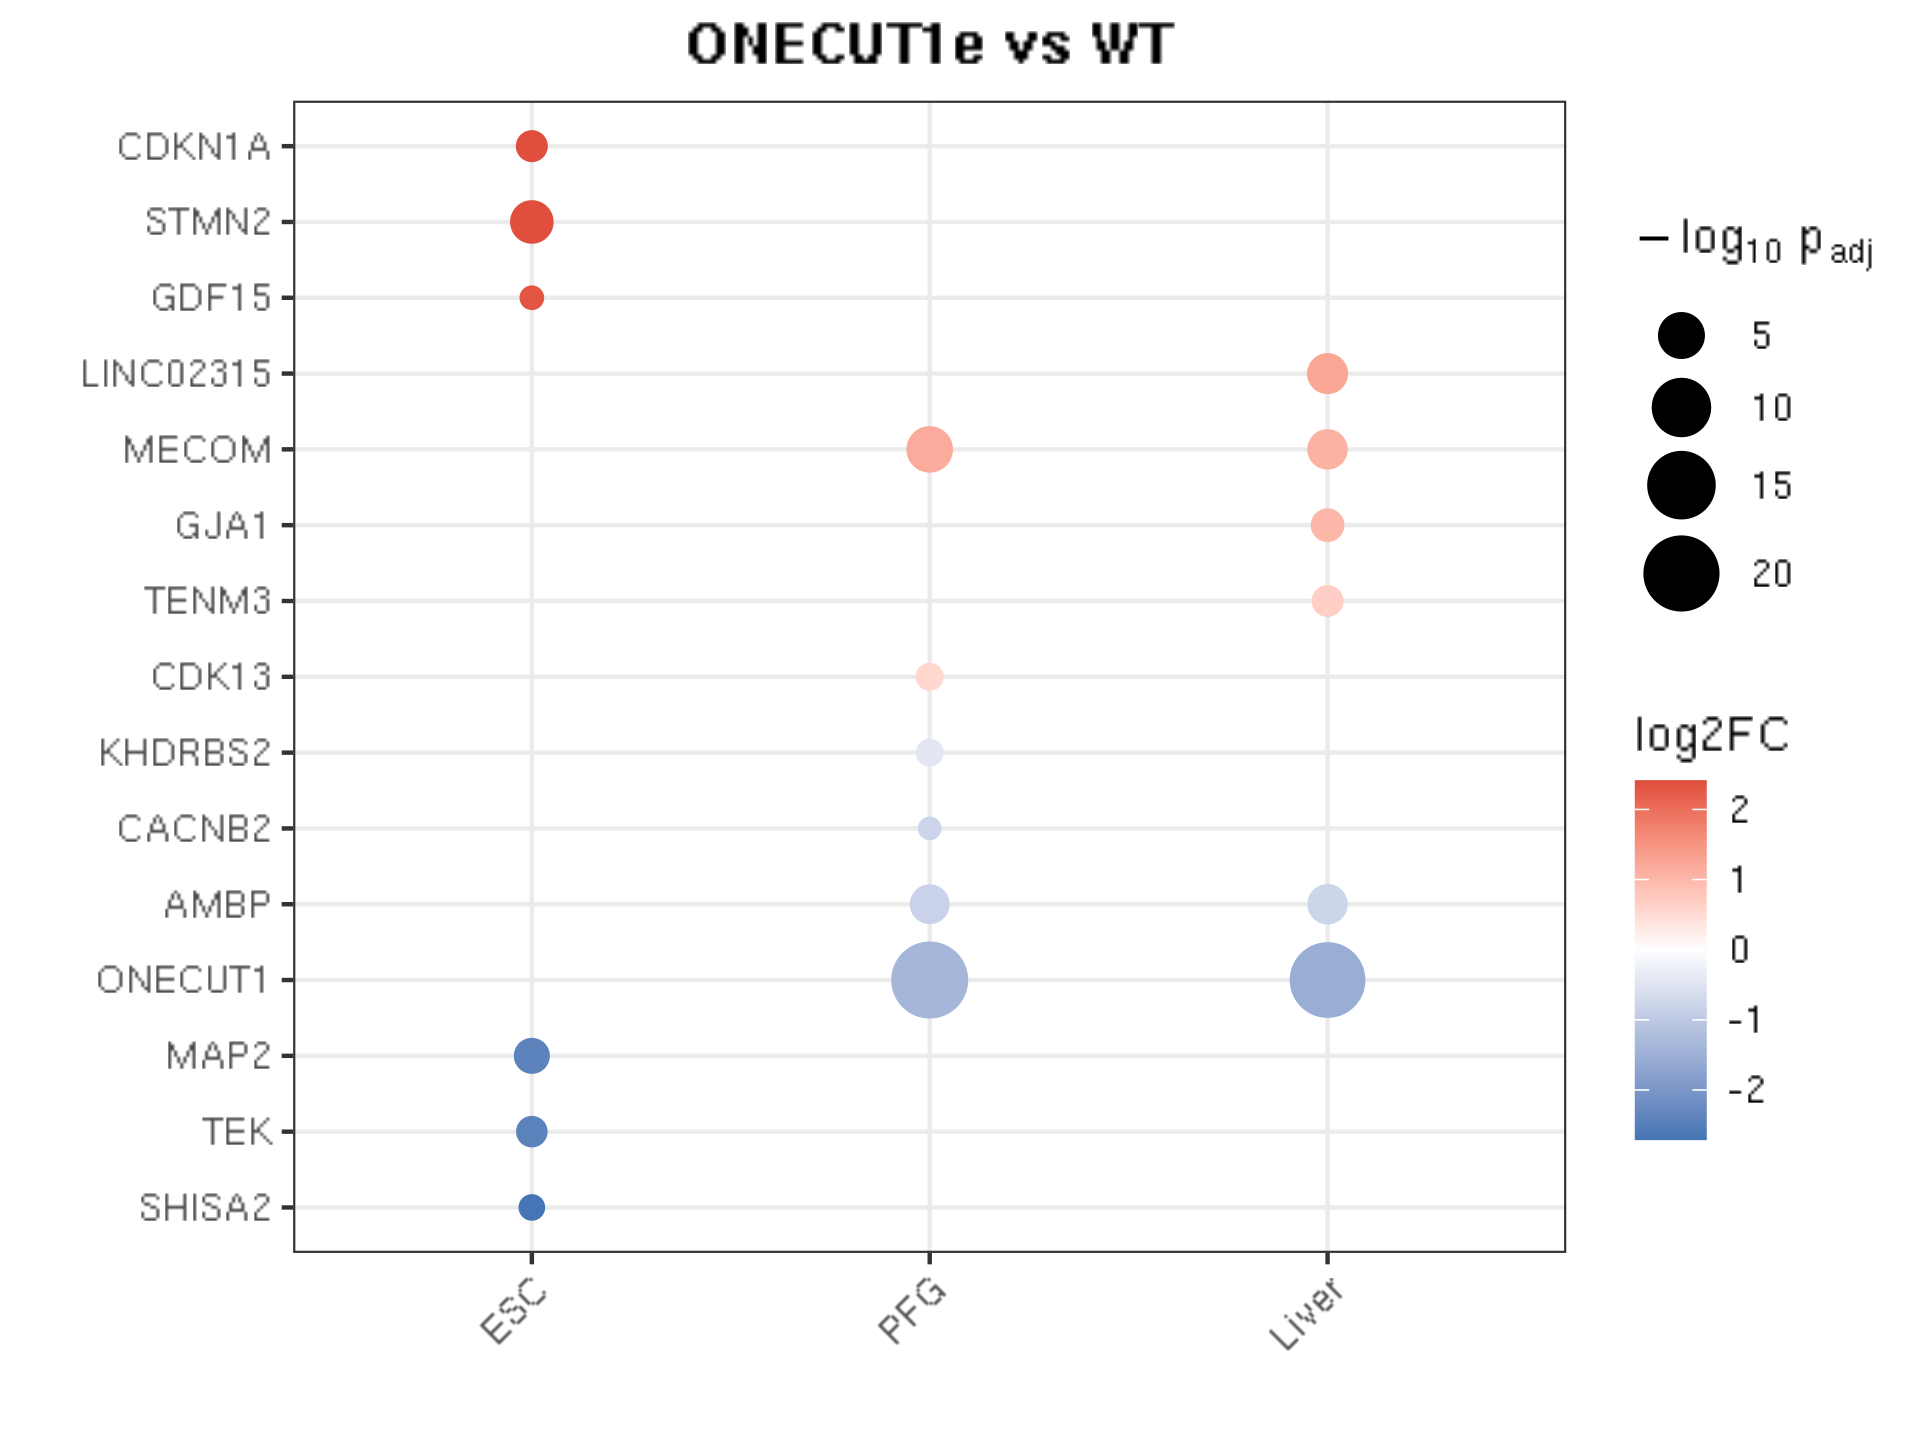 ONECUT1e vs WT
CDKN1A
STMN2
GDF15
LINC02315
MECOM
GJA1
TENM3
CDK13
KHDRBS2
CACNB2
AMBP
ONECUT1
MAP2
TEK
SHISA2
ESC
PFG
Liver
− log10 p adj
5
10
15
20
log2FC
2
1
0
-1
-2